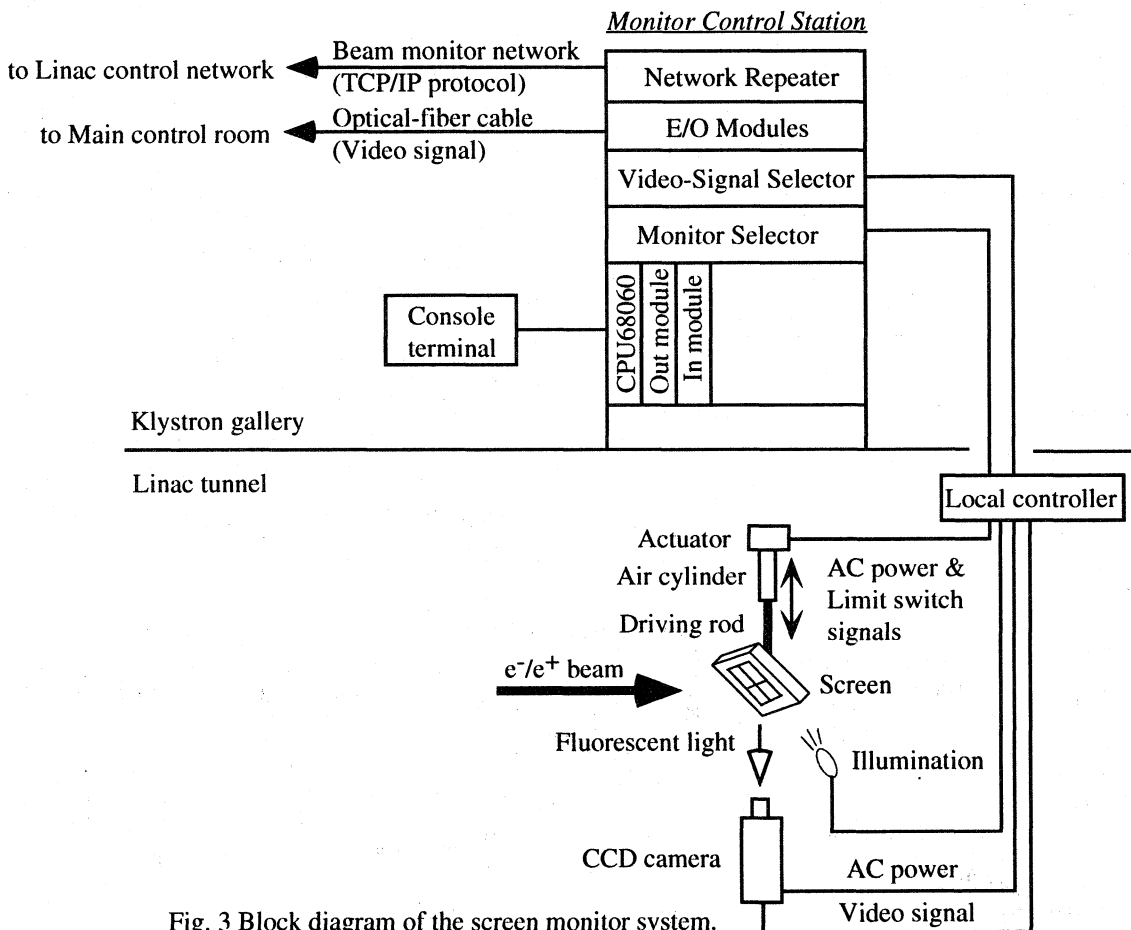 Monitor Control Station
to Linac control network
Beam monitor network
(TCP/IP protocol)
Network Repeater
to Main control room
Optical-fiber cable
(Video signal)
E/O Modules
Video-Signal Selector
Monitor Selector
Console
terminal
CPU68060
Out module
In module
Klystron gallery
Linac tunnel
Local controller
Actuator
Air cylinder
AC power &
Limit switch
signals
Driving rod
e⁻/e⁺ beam
Screen
Fluorescent light
Illumination
CCD camera
AC power
Video signal
Fig. 3 Block diagram of the screen monitor system.